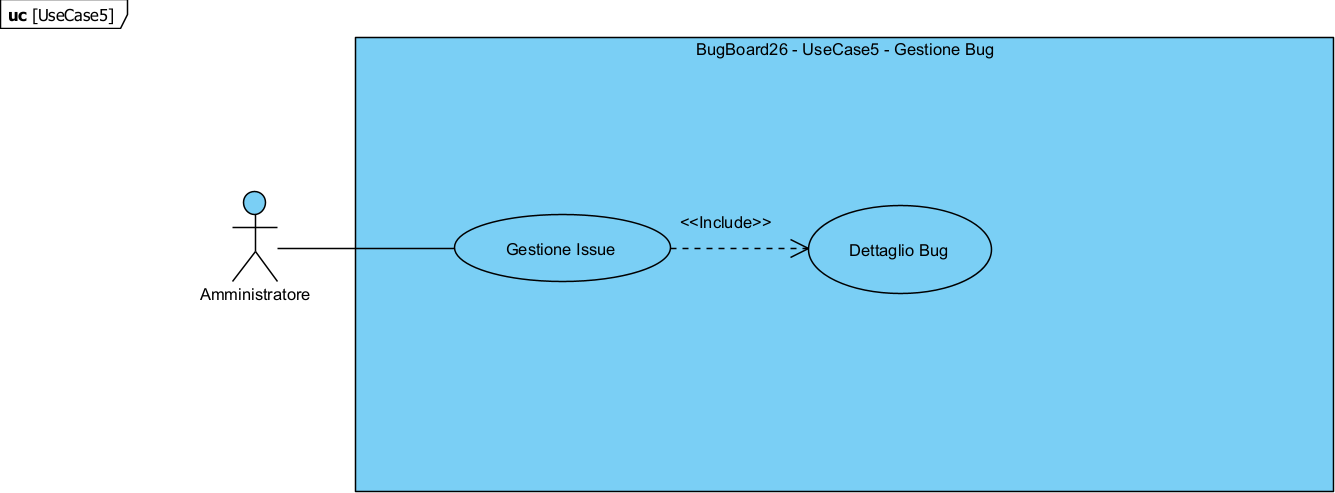 uc [UseCase5]
BugBoard26 - UseCase5 - Gestione Bug
<<Include>>
Gestione Issue
Dettaglio Bug
Amministratore